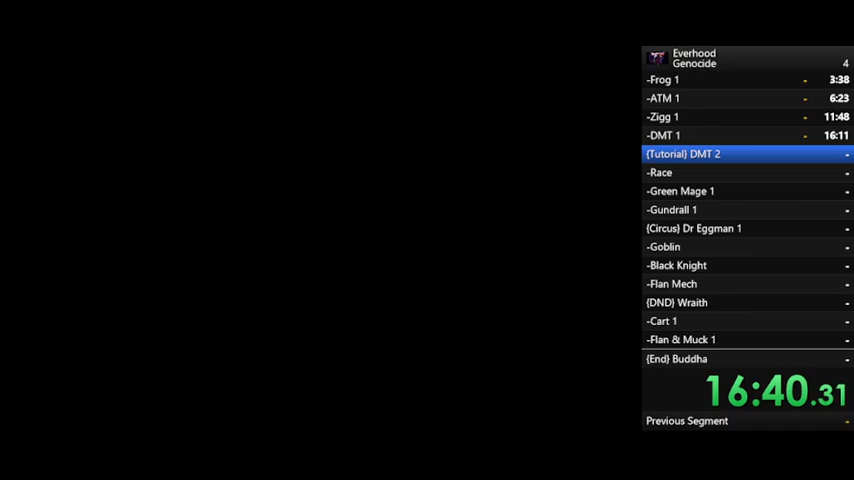 Everhood
Genocide 4
-Frog 1 - 3:38
-ATM 1 - 6:23
-Zigg 1 - 11:48
-DMT 1 - 16:11
{Tutorial} DMT 2 -
-Race -
-Green Mage 1 -
-Gundrall 1 -
{Circus} Dr Eggman 1 -
-Goblin -
-Black Knight -
-Flan Mech -
{DND} Wraith -
-Cart 1 -
-Flan & Muck 1 -
{End} Buddha -
16:40.31
Previous Segment -